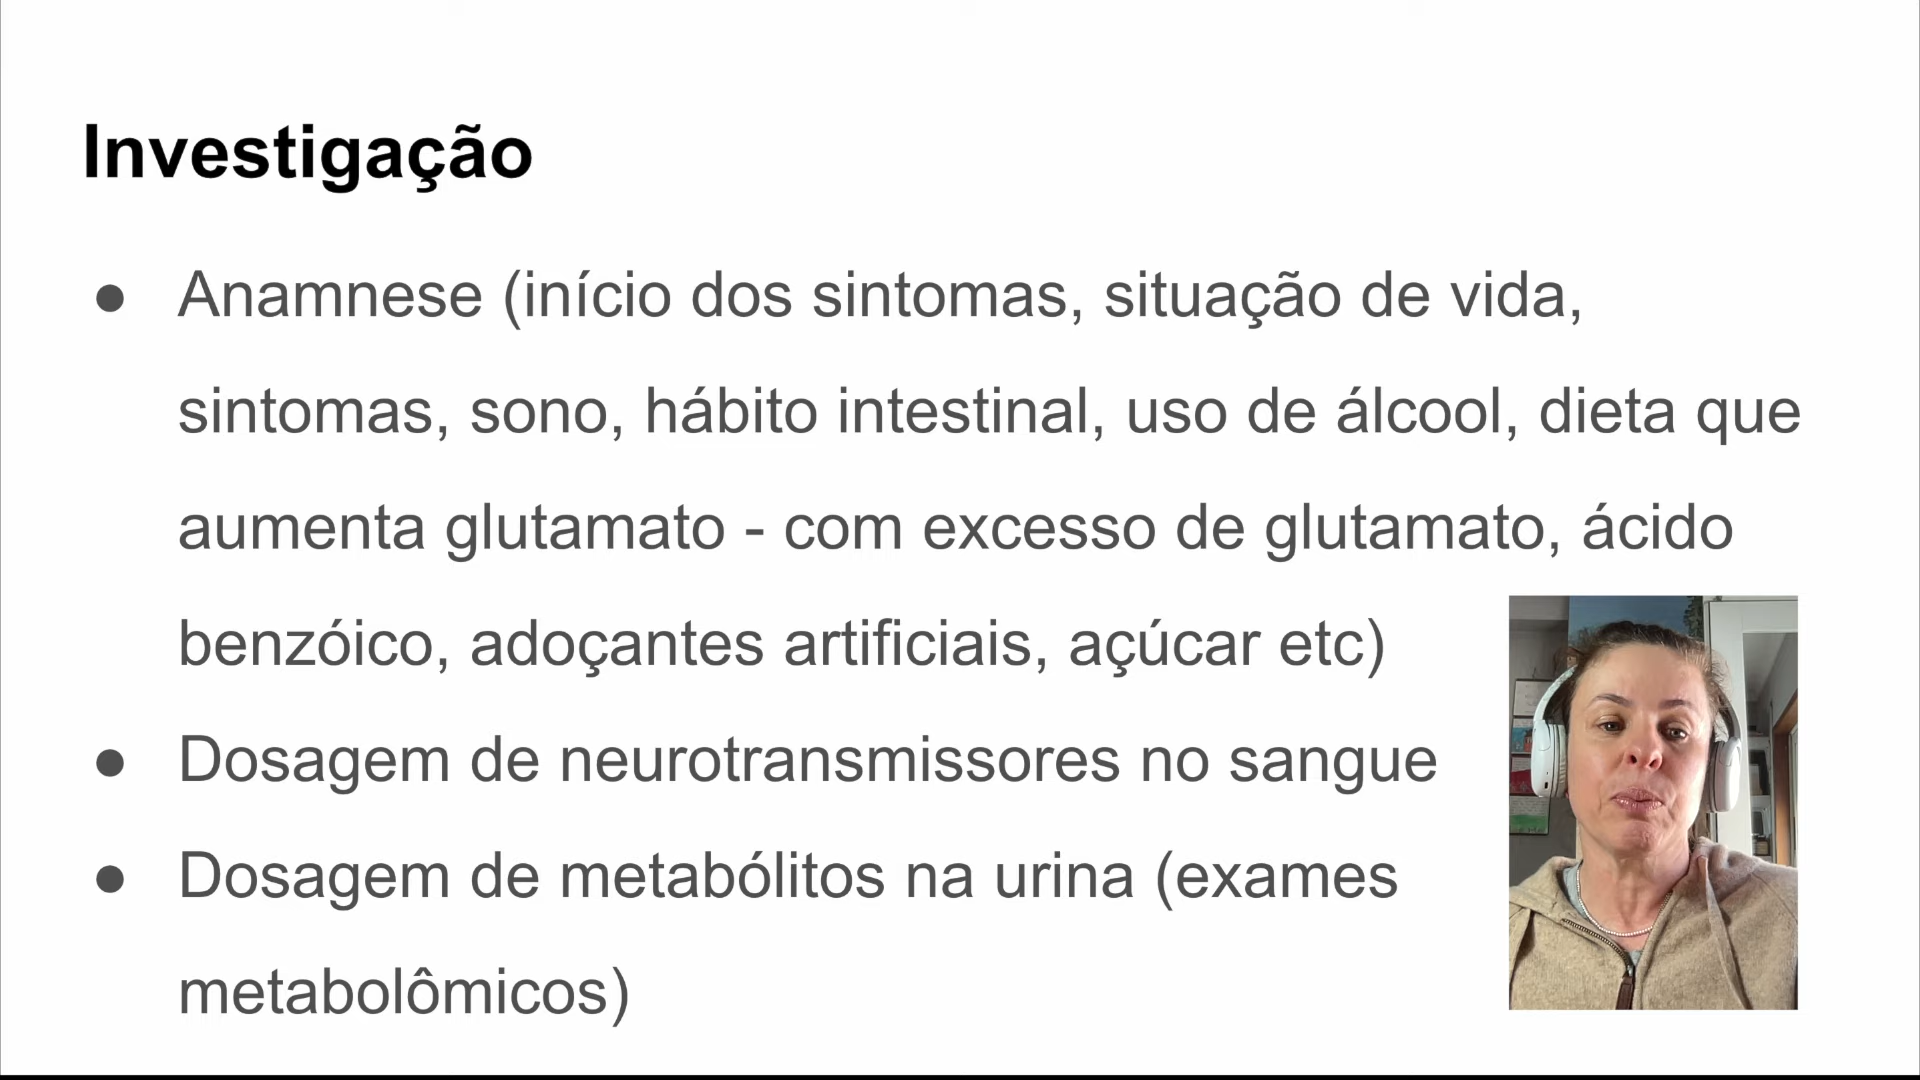 Investigação
● Anamnese (início dos sintomas, situação de vida,
sintomas, sono, hábito intestinal, uso de álcool, dieta que
aumenta glutamato - com excesso de glutamato, ácido
benzóico, adoçantes artificiais, açúcar etc)
● Dosagem de neurotransmissores no sangue
● Dosagem de metabólitos na urina (exames
metabolômicos)